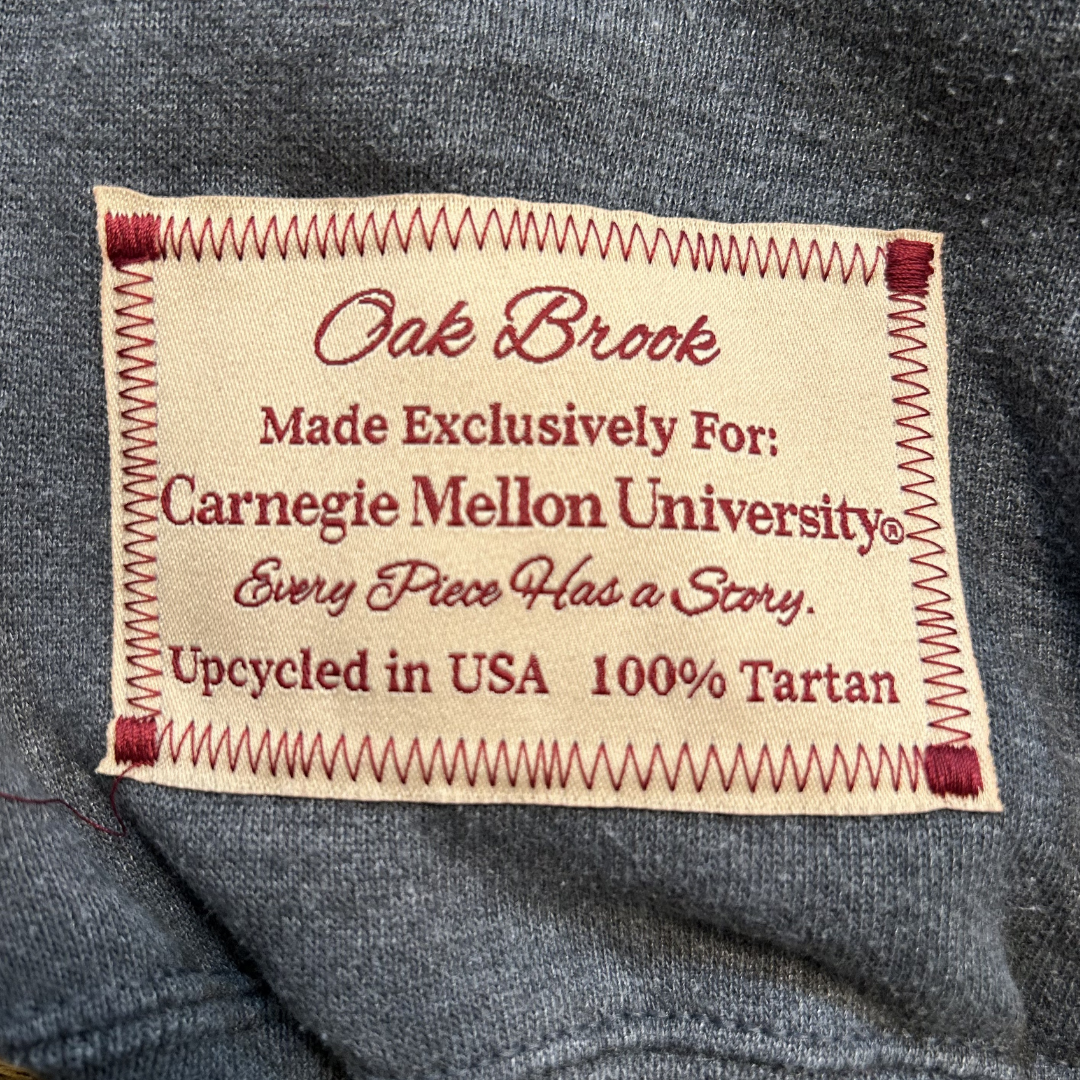 Oak Brook
Made Exclusively For:
Carnegie Mellon University®
Every Piece Has a Story.
Upcycled in USA 100% Tartan